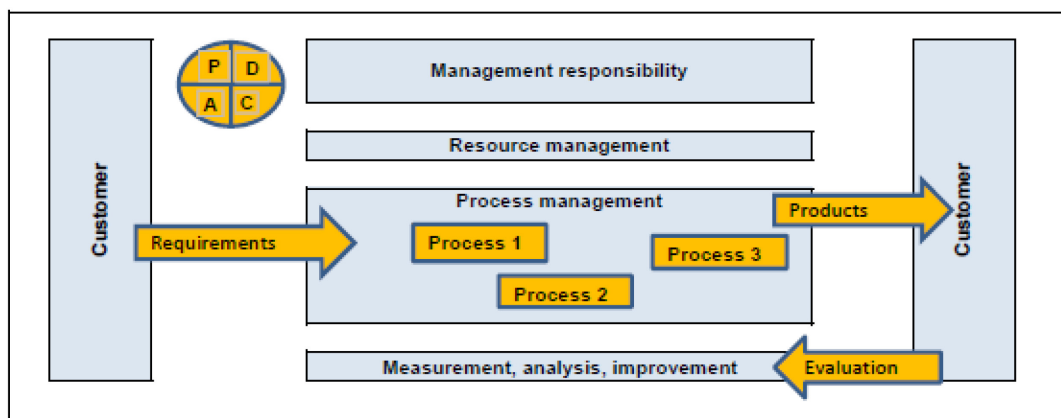 Customer
P D
A C
Management responsibility
Resource management
Process management
Requirements
Process 1
Process 2
Process 3
Products
Customer
Measurement, analysis, improvement
Evaluation